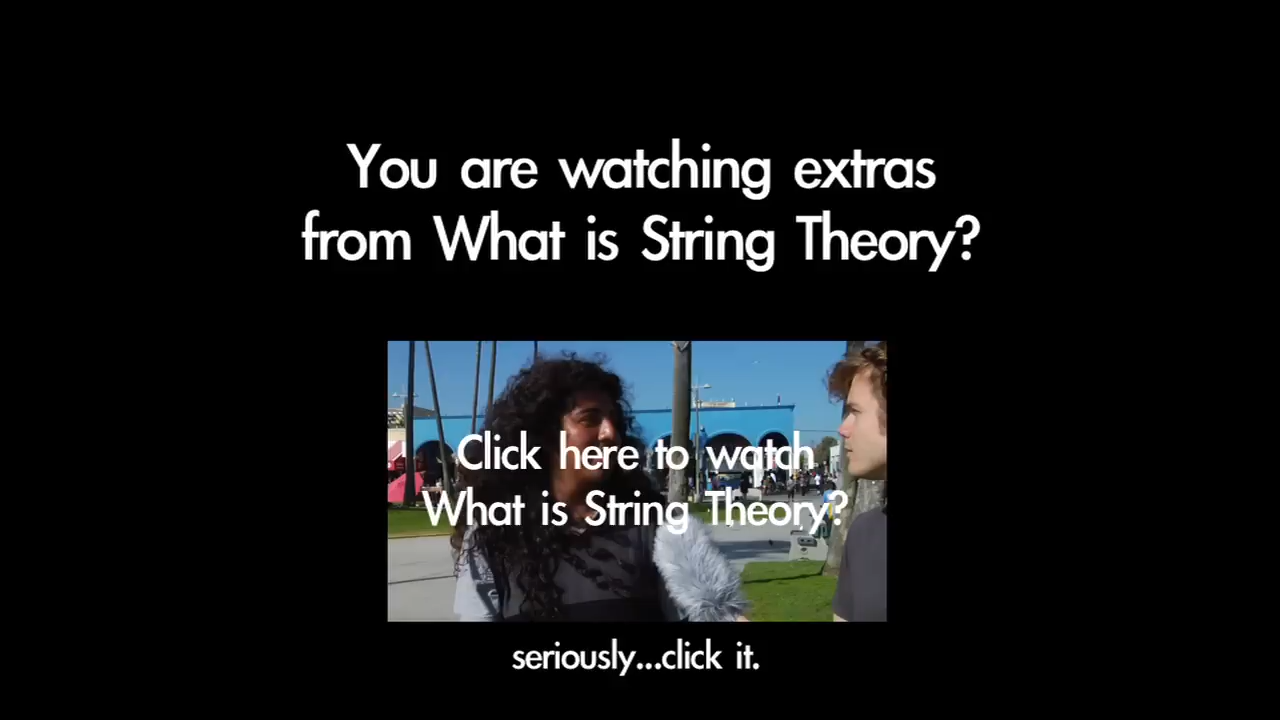 You are watching extras
from What is String Theory?
Click here to watch
What is String Theory?
seriously...click it.